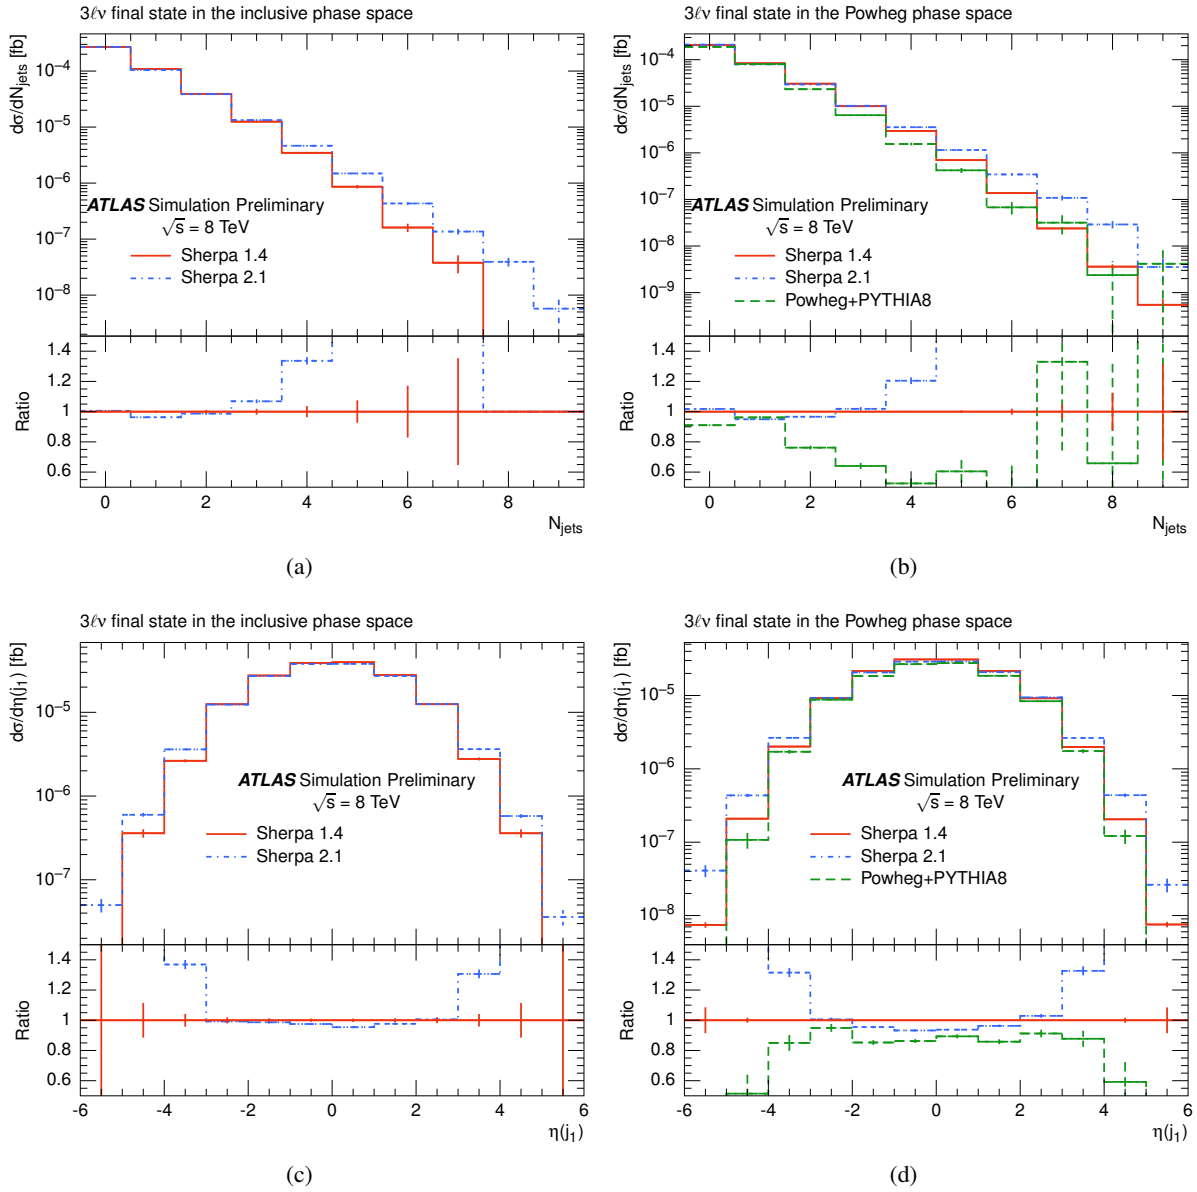 3ℓν final state in the inclusive phase space
dσ/dN_jets [fb]
10⁻⁴
10⁻⁵
10⁻⁶
10⁻⁷
10⁻⁸
ATLAS Simulation Preliminary
√s = 8 TeV
Sherpa 1.4
Sherpa 2.1
Ratio
1.4
1.2
1
0.8
0.6
0 2 4 6 8
N_jets
(a)
3ℓν final state in the Powheg phase space
dσ/dN_jets [fb]
10⁻⁴
10⁻⁵
10⁻⁶
10⁻⁷
10⁻⁸
10⁻⁹
ATLAS Simulation Preliminary
√s = 8 TeV
Sherpa 1.4
Sherpa 2.1
Powheg+PYTHIA8
Ratio
1.4
1.2
1
0.8
0.6
0 2 4 6 8
N_jets
(b)
3ℓν final state in the inclusive phase space
dσ/dη(j₁) [fb]
10⁻⁵
10⁻⁶
10⁻⁷
ATLAS Simulation Preliminary
√s = 8 TeV
Sherpa 1.4
Sherpa 2.1
Ratio
1.4
1.2
1
0.8
0.6
-6 -4 -2 0 2 4 6
η(j₁)
(c)
3ℓν final state in the Powheg phase space
dσ/dη(j₁) [fb]
10⁻⁵
10⁻⁶
10⁻⁷
10⁻⁸
ATLAS Simulation Preliminary
√s = 8 TeV
Sherpa 1.4
Sherpa 2.1
Powheg+PYTHIA8
Ratio
1.4
1.2
1
0.8
0.6
-6 -4 -2 0 2 4 6
η(j₁)
(d)